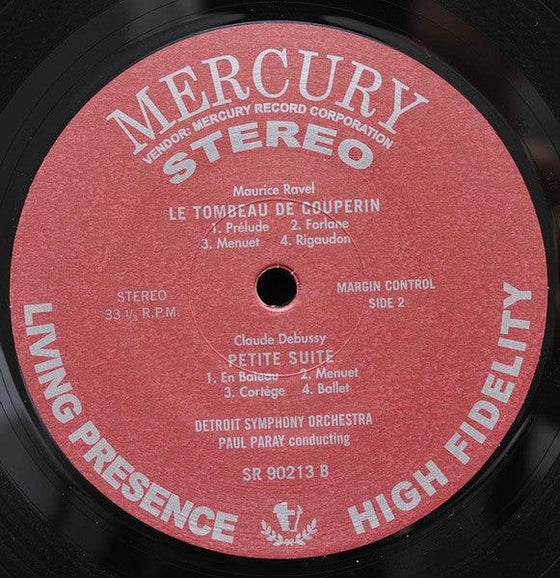 MERCURY
VENDOR: MERCURY RECORD CORPORATION
STEREO
Maurice Ravel
LE TOMBEAU DE COUPERIN
1. Prélude 2. Forlane
3. Menuet 4. Rigaudon
STEREO
33 1/3 R.P.M.
MARGIN CONTROL
SIDE 2
Claude Debussy
PETITE SUITE
1. En Bateau 2. Menuet
3. Cortège 4. Ballet
DETROIT SYMPHONY ORCHESTRA
PAUL PARAY conducting
SR 90213 B
LIVING PRESENCE
HIGH FIDELITY